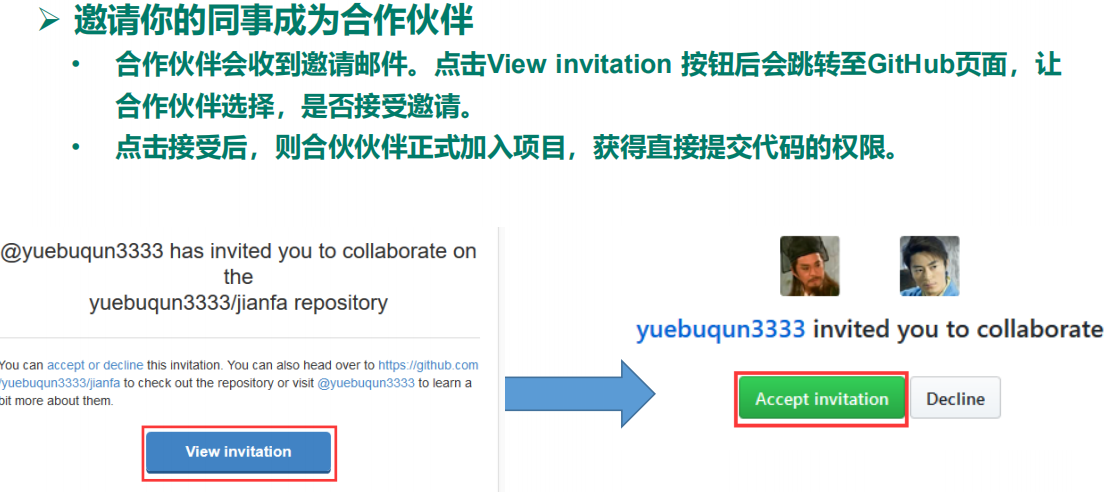 ➢ 邀请你的同事成为合作伙伴
• 合作伙伴会收到邀请邮件。点击View invitation 按钮后会跳转至GitHub页面，让
合作伙伴选择，是否接受邀请。
• 点击接受后，则合伙伙伴正式加入项目，获得直接提交代码的权限。
@yuebuqun3333 has invited you to collaborate on
the
yuebuqun3333/jianfa repository
You can accept or decline this invitation. You can also head over to https://github.com
/yuebuqun3333/jianfa to check out the repository or visit @yuebuqun3333 to learn a
bit more about them.
View invitation
yuebuqun3333 invited you to collaborate
Accept invitation
Decline